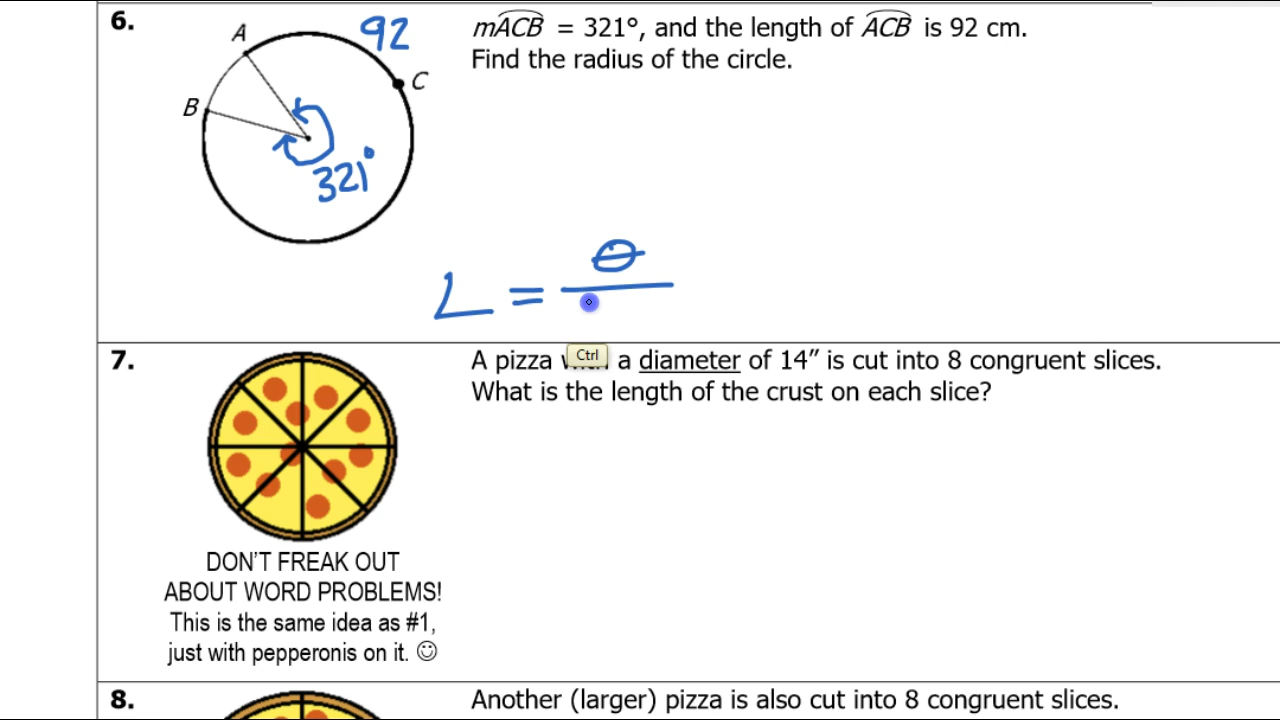 6.
A
92
B
C
321°
mACB = 321°, and the length of ACB is 92 cm.
Find the radius of the circle.
L = θ
Ctrl
7.
A pizza a diameter of 14″ is cut into 8 congruent slices.
What is the length of the crust on each slice?
DON'T FREAK OUT
ABOUT WORD PROBLEMS!
This is the same idea as #1,
just with pepperonis on it. ☺
8.
Another (larger) pizza is also cut into 8 congruent slices.